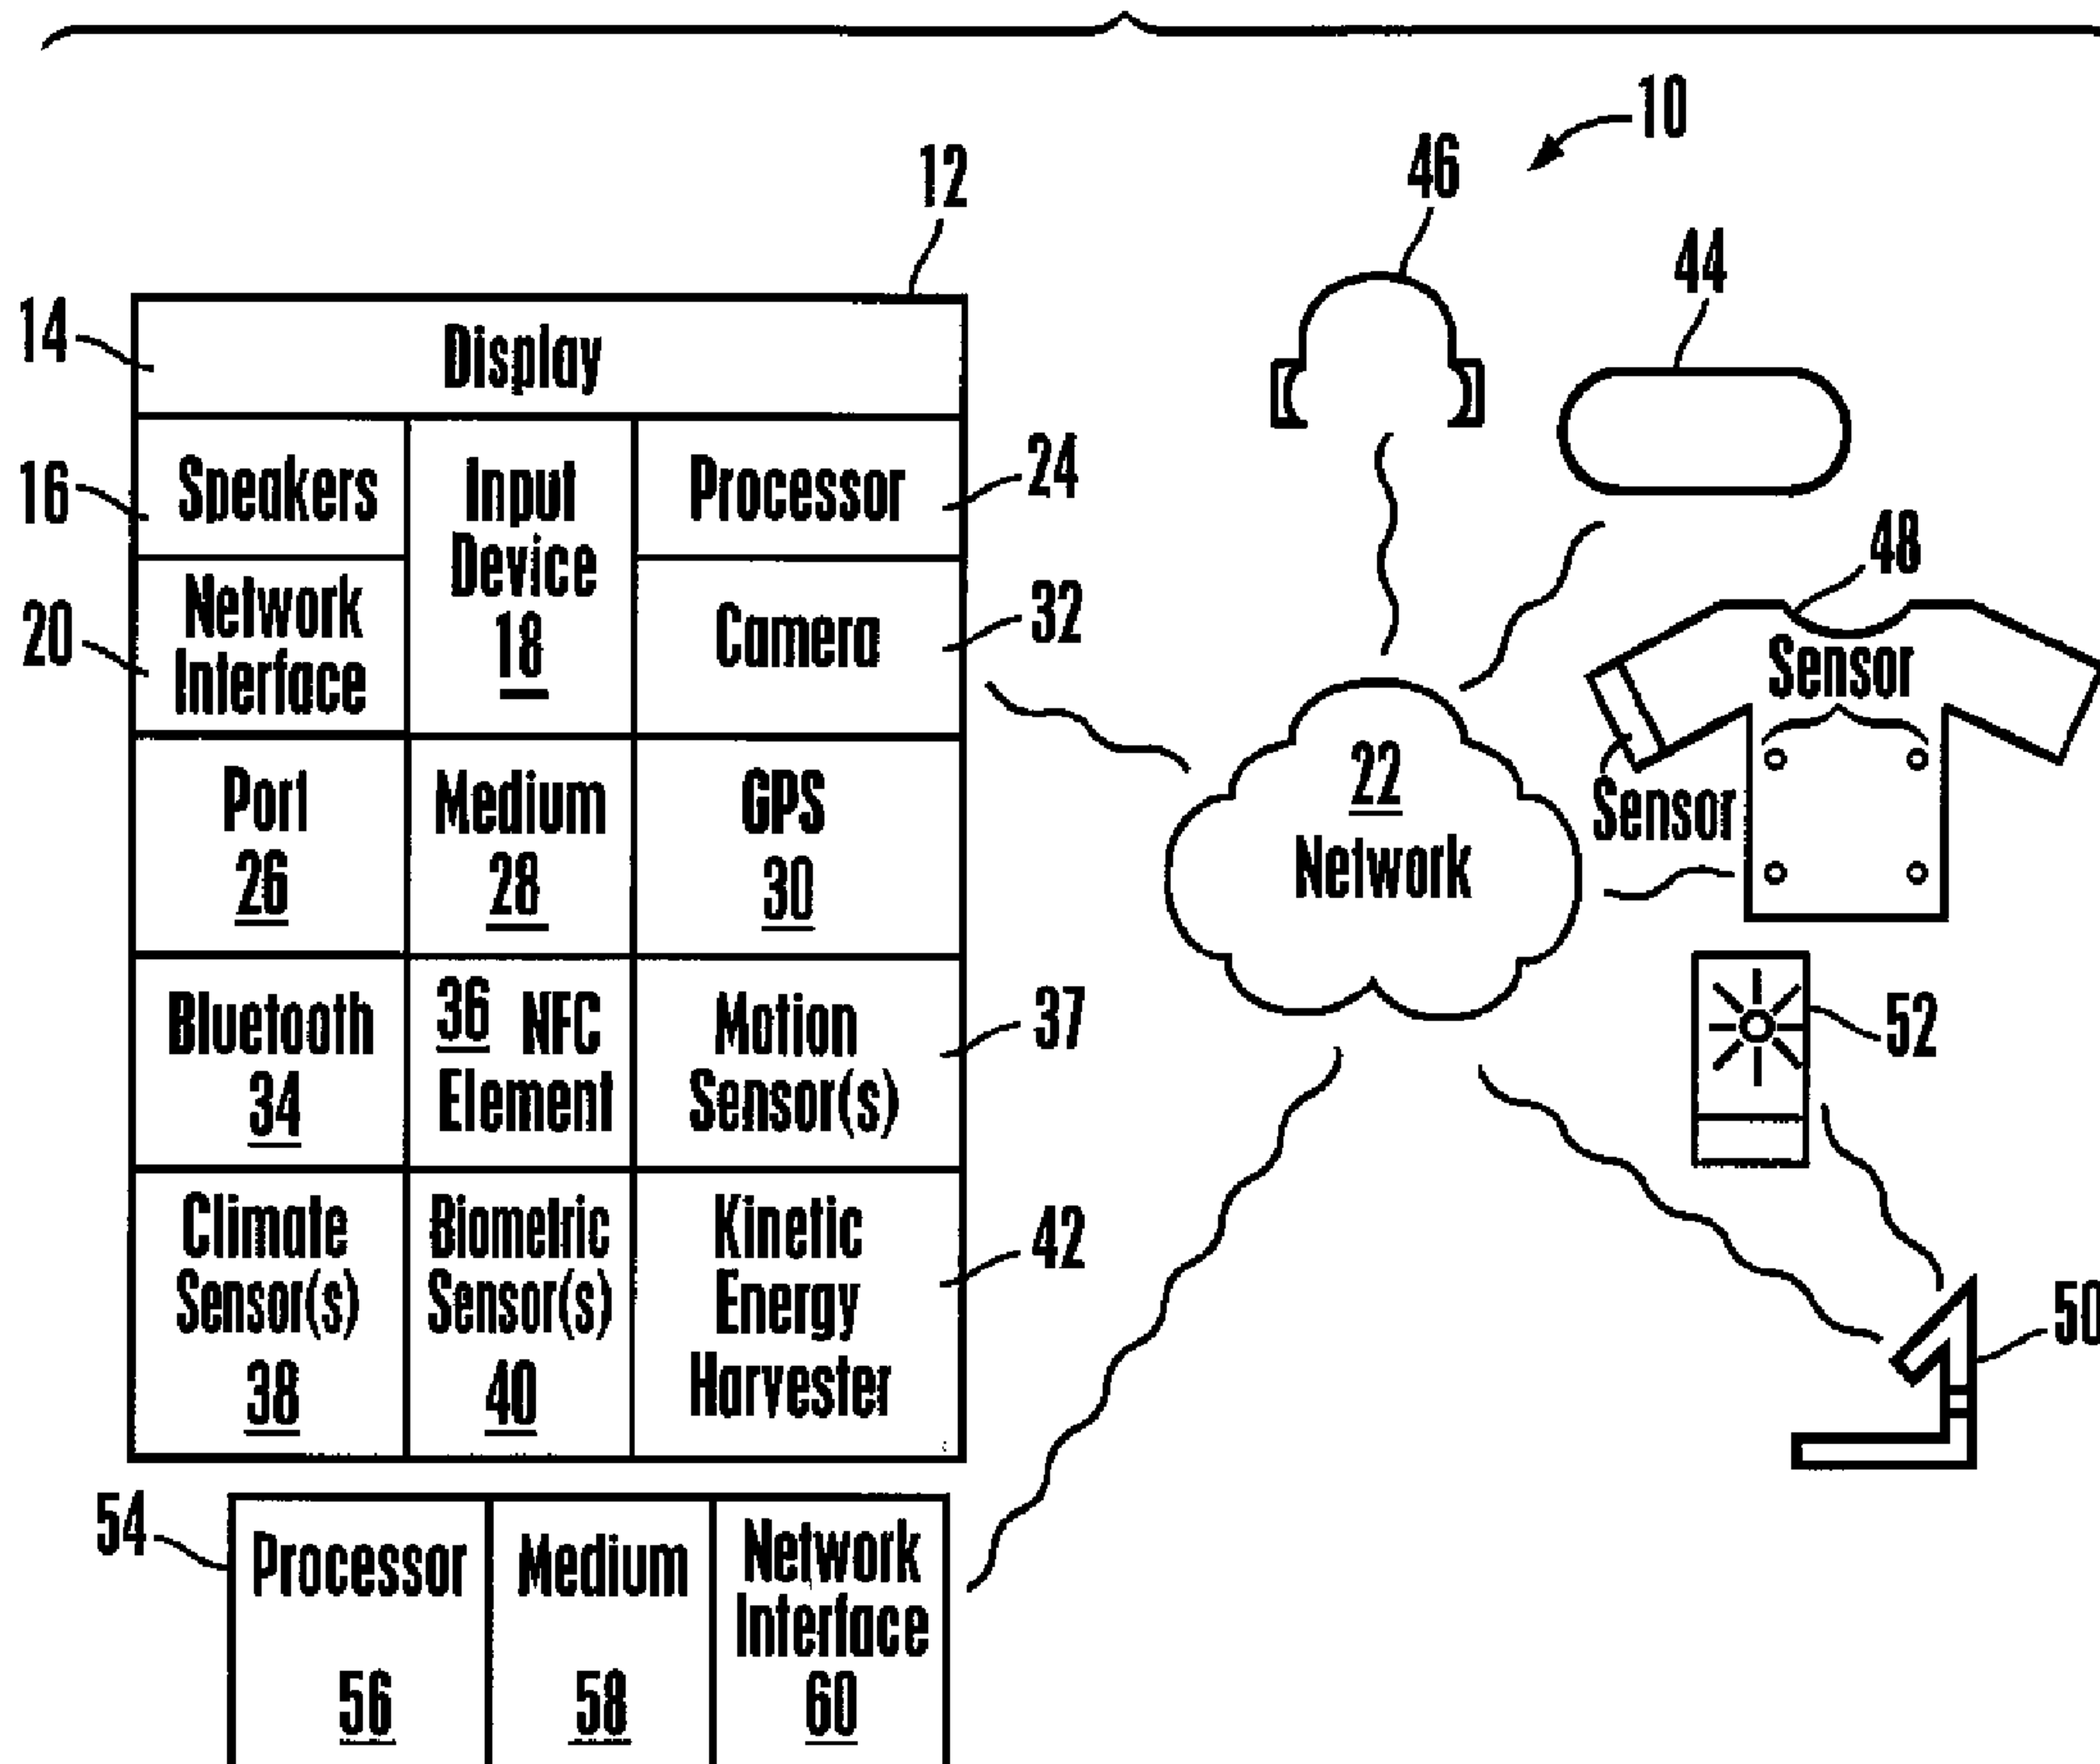 10
12
46
44
14
Display
16
Speakers
Input
Device
18
Processor
24
20
Network
Interface
Camera
32
48
Sensor
Sensor
22
Network
Port
26
Medium
28
GPS
30
Bluetooth
34
36 NFC
Element
Motion
Sensor(s)
37
52
Climate
Sensor(s)
38
Biometric
Sensor(s)
40
Kinetic
Energy
Harvester
42
50
54
Processor
56
Medium
58
Network
Interface
60